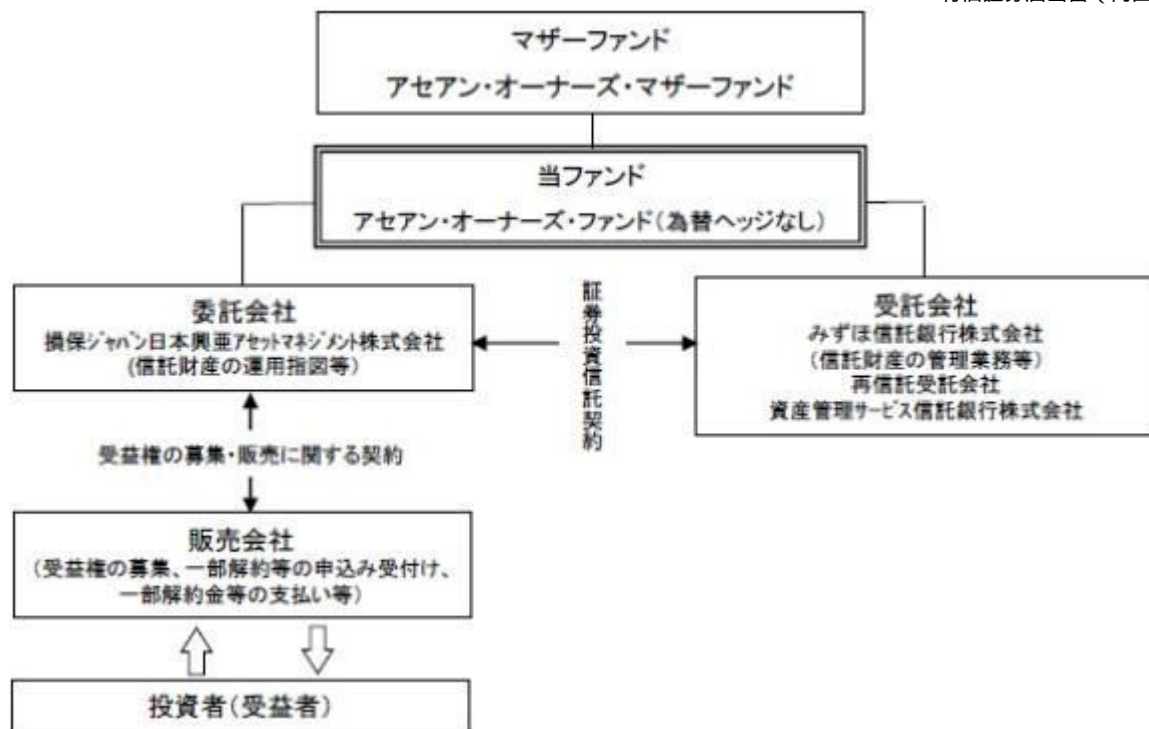 マザーファンド
アセアン・オーナーズ・マザーファンド
当ファンド
アセアン・オーナーズ・ファンド(為替ヘッジなし)
委託会社
損保ｼﾞｬﾊﾟﾝ日本興亜ｱｾｯﾄﾏﾈｼﾞﾒﾝﾄ株式会社
(信託財産の運用指図等)
証券投資信託契約
受託会社
みずほ信託銀行株式会社
(信託財産の管理業務等)
再信託受託会社
資産管理ｻｰﾋﾞｽ信託銀行株式会社
受益権の募集・販売に関する契約
販売会社
(受益権の募集、一部解約等の申込み受付け、
一部解約金等の支払い等)
投資者(受益者)